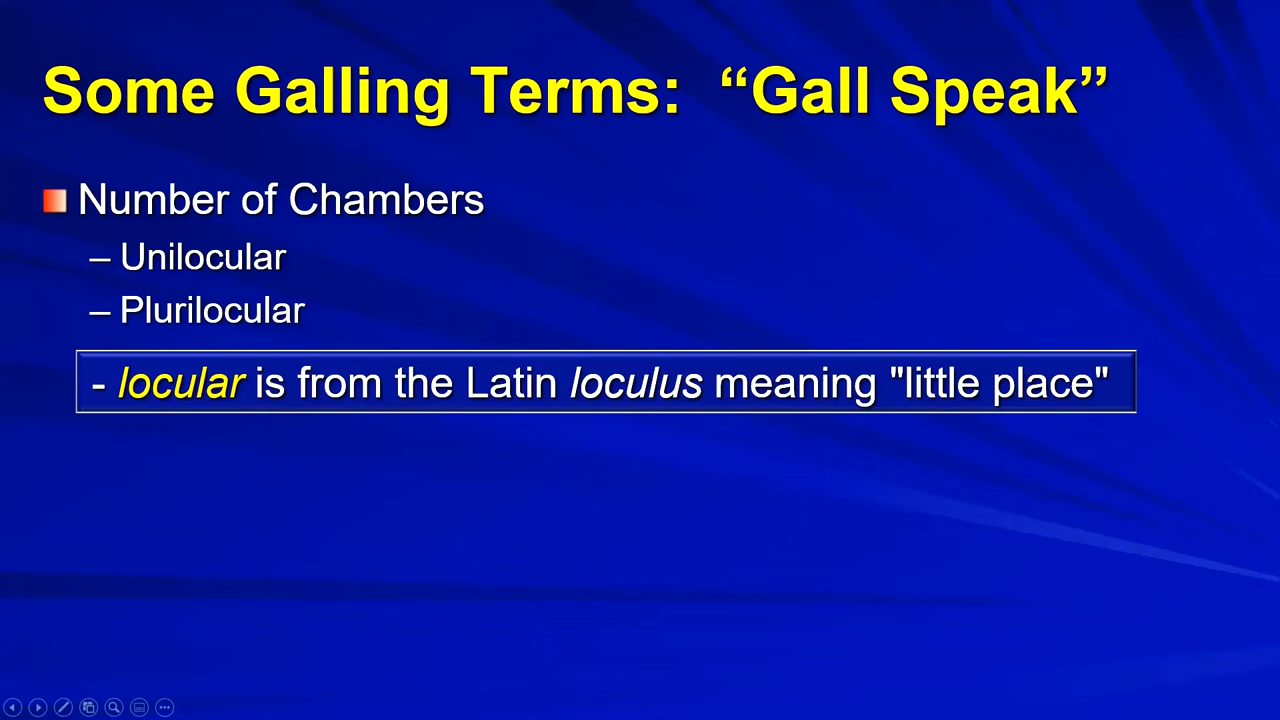 Some Galling Terms:  “Gall Speak”
Number of Chambers
– Unilocular
– Plurilocular
- locular is from the Latin loculus meaning "little place"